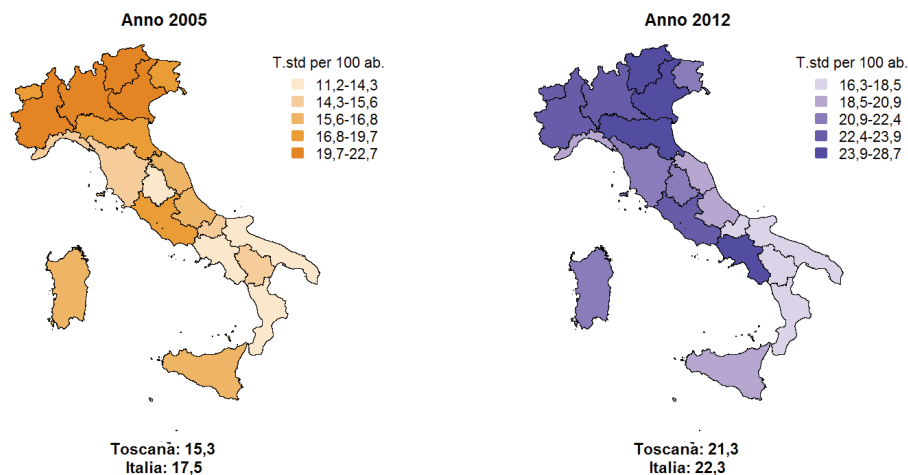 Anno 2005
T.std per 100 ab.
11,2-14,3
14,3-15,6
15,6-16,8
16,8-19,7
19,7-22,7
Toscana: 15,3
Italia: 17,5
Anno 2012
T.std per 100 ab.
16,3-18,5
18,5-20,9
20,9-22,4
22,4-23,9
23,9-28,7
Toscana: 21,3
Italia: 22,3